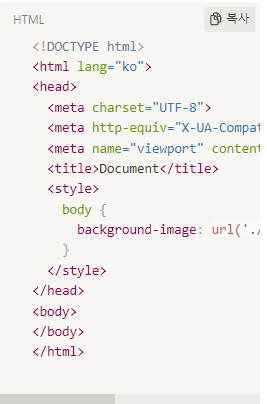 HTML
복사
<!DOCTYPE html>
<html lang="ko">
<head>
<meta charset="UTF-8">
<meta http-equiv="X-UA-Compat
<meta name="viewport" content
<title>Document</title>
<style>
body {
background-image: url('./
}
</style>
</head>
<body>
</body>
</html>